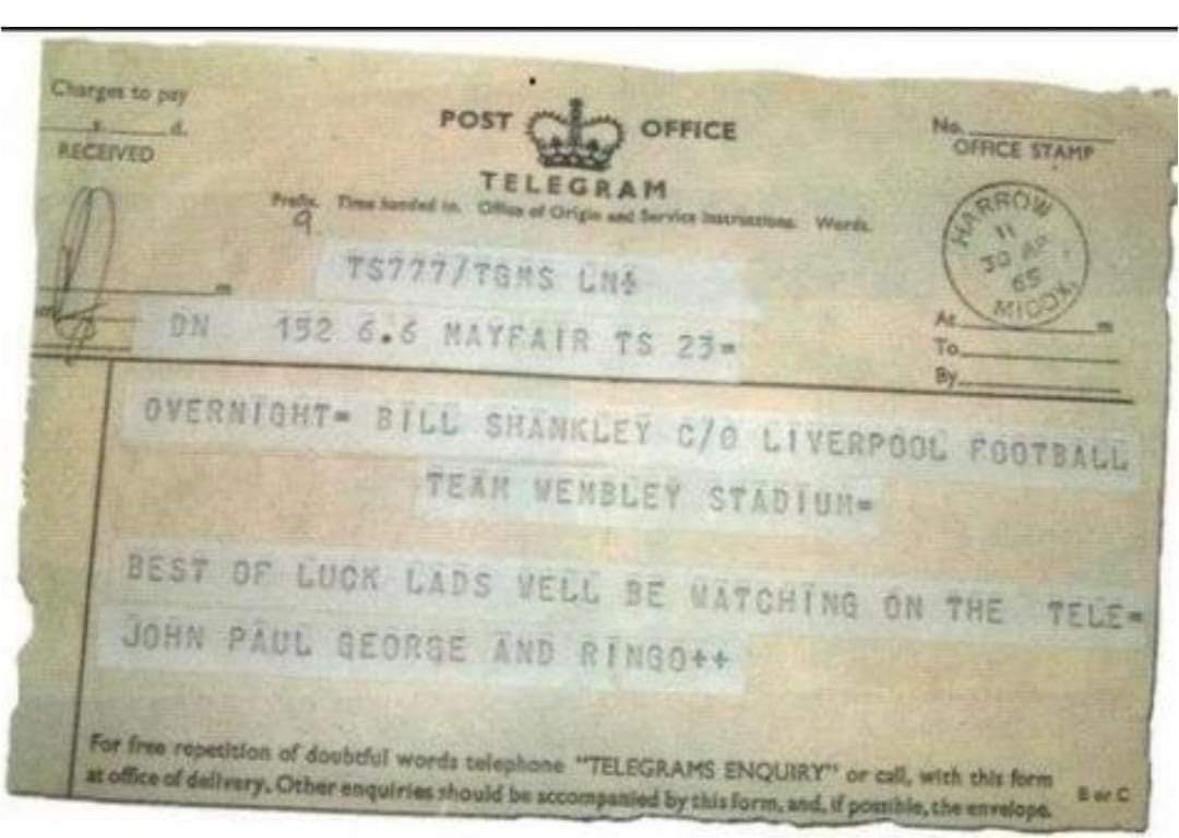 Charges to pay
s. d.
RECEIVED
POST OFFICE
TELEGRAM
Prefix. Time handed in. Office of Origin and Service Instructions. Words.
9
No.
OFFICE STAMP
HARROW
11
30 AP
65
MIDDX.
m
TS777/TGMS LN
DN 152 6.6 MAYFAIR TS 23=
At m
To
By
OVERNIGHT= BILL SHANKLEY C/O LIVERPOOL FOOTBALL
TEAM WEMBLEY STADIUM=
BEST OF LUCK LADS WELL BE WATCHING ON THE TELE=
JOHN PAUL GEORGE AND RINGO++
For free repetition of doubtful words telephone "TELEGRAMS ENQUIRY" or call, with this form
at office of delivery. Other enquiries should be accompanied by this form, and, if possible, the envelope.
B or C